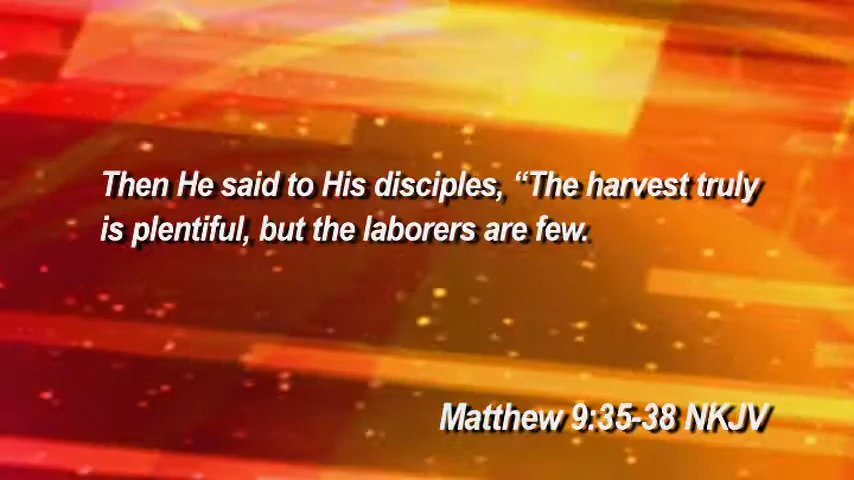 Then He said to His disciples, “The harvest truly
is plentiful, but the laborers are few.
Matthew 9:35-38 NKJV